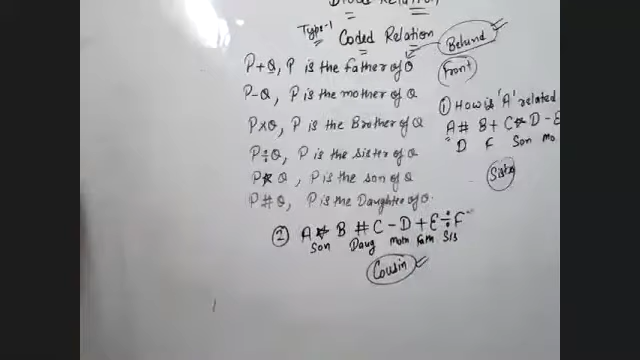 Blood Relation
Type-1 Coded Relation
Behind
Front
P+Q, P is the Father of Q
P-Q, P is the mother of Q
P×Q, P is the Brother of Q
P÷Q, P is the sister of Q
P*Q, P is the son of Q
P#Q, P is the Daughter of Q.
① How is 'A' related
A# B+ C* D - E
D F Son Mo
Sister
② A * B # C - D + E ÷ F
Son Daug Moth Fath Sis
Cousin